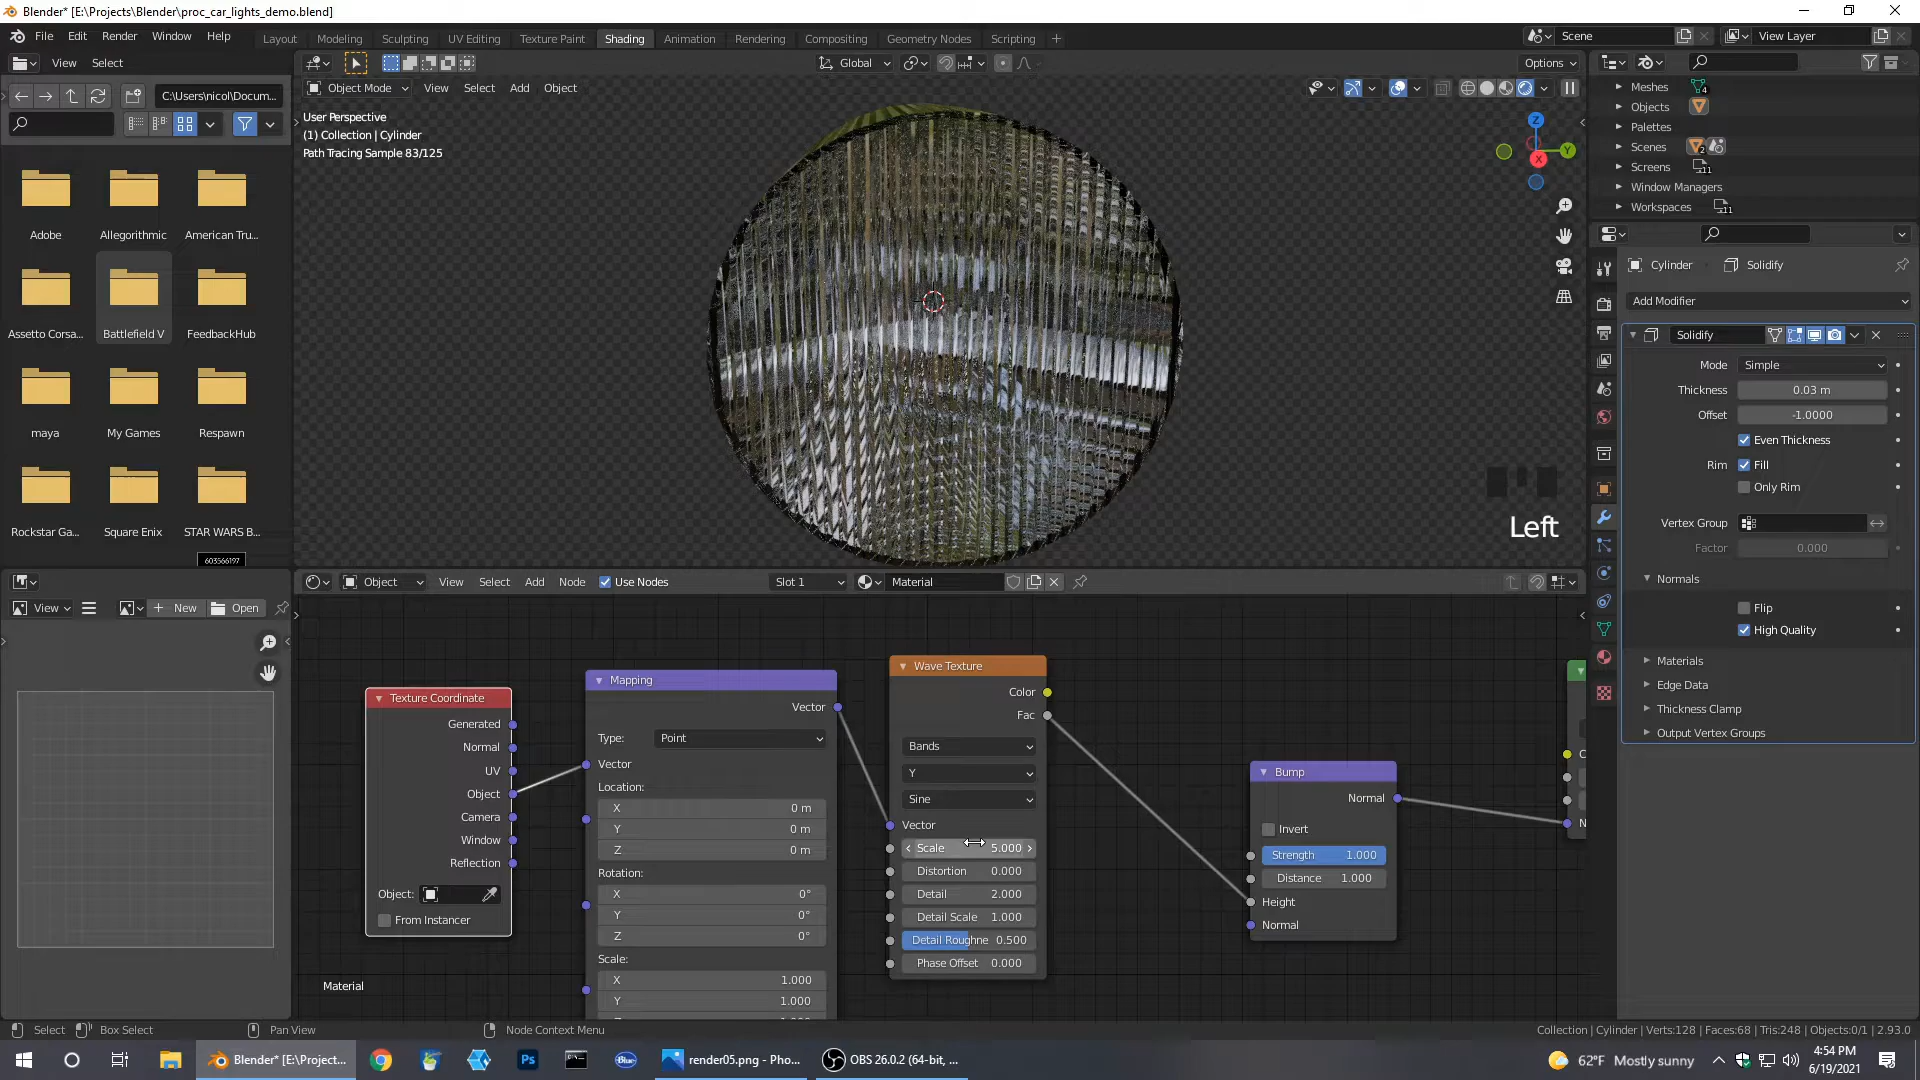 Blender* [E:\Projects\Blender\proc_car_lights_demo.blend]
File Edit Render Window Help
Layout Modeling Sculpting UV Editing Texture Paint Shading Animation Rendering Compositing Geometry Nodes Scripting +
Scene
View Layer
View Select
Global
Options
C:\Users\nicol\Docum...
Object Mode View Select Add Object
User Perspective
(1) Collection | Cylinder
Path Tracing Sample 83/125
Z
Y
X
Meshes 4
Objects
Palettes
Scenes 2
Screens 11
Window Managers
Workspaces 11
Adobe
Allegorithmic
American Tru...
Assetto Corsa...
Battlefield V
FeedbackHub
maya
My Games
Respawn
Rockstar Ga...
Square Enix
STAR WARS B...
603566197
Left
Cylinder Solidify
Add Modifier
Solidify
Mode Simple
Thickness 0.03 m
Offset -1.0000
Even Thickness
Rim Fill
Only Rim
Vertex Group
Factor 0.000
Normals
Flip
High Quality
Materials
Edge Data
Thickness Clamp
Output Vertex Groups
View New Open
Object View Select Add Node Use Nodes Slot 1 Material
Texture Coordinate
Generated
Normal
UV
Object
Camera
Window
Reflection
Object:
From Instancer
Mapping
Vector
Type: Point
Vector
Location:
X 0 m
Y 0 m
Z 0 m
Rotation:
X 0°
Y 0°
Z 0°
Scale:
X 1.000
Y 1.000
Wave Texture
Color
Fac
Bands
Y
Sine
Vector
Scale 5.000
Distortion 0.000
Detail 2.000
Detail Scale 1.000
Detail Roughne 0.500
Phase Offset 0.000
Bump
Normal
Invert
Strength 1.000
Distance 1.000
Height
Normal
Material
Select Box Select Pan View Node Context Menu
Collection | Cylinder | Verts:128 | Faces:68 | Tris:248 | Objects:0/1 | 2.93.0
Blender* [E:\Project...
Ps
render05.png - Pho...
OBS 26.0.2 (64-bit, ...
62°F Mostly sunny
4:54 PM
6/19/2021